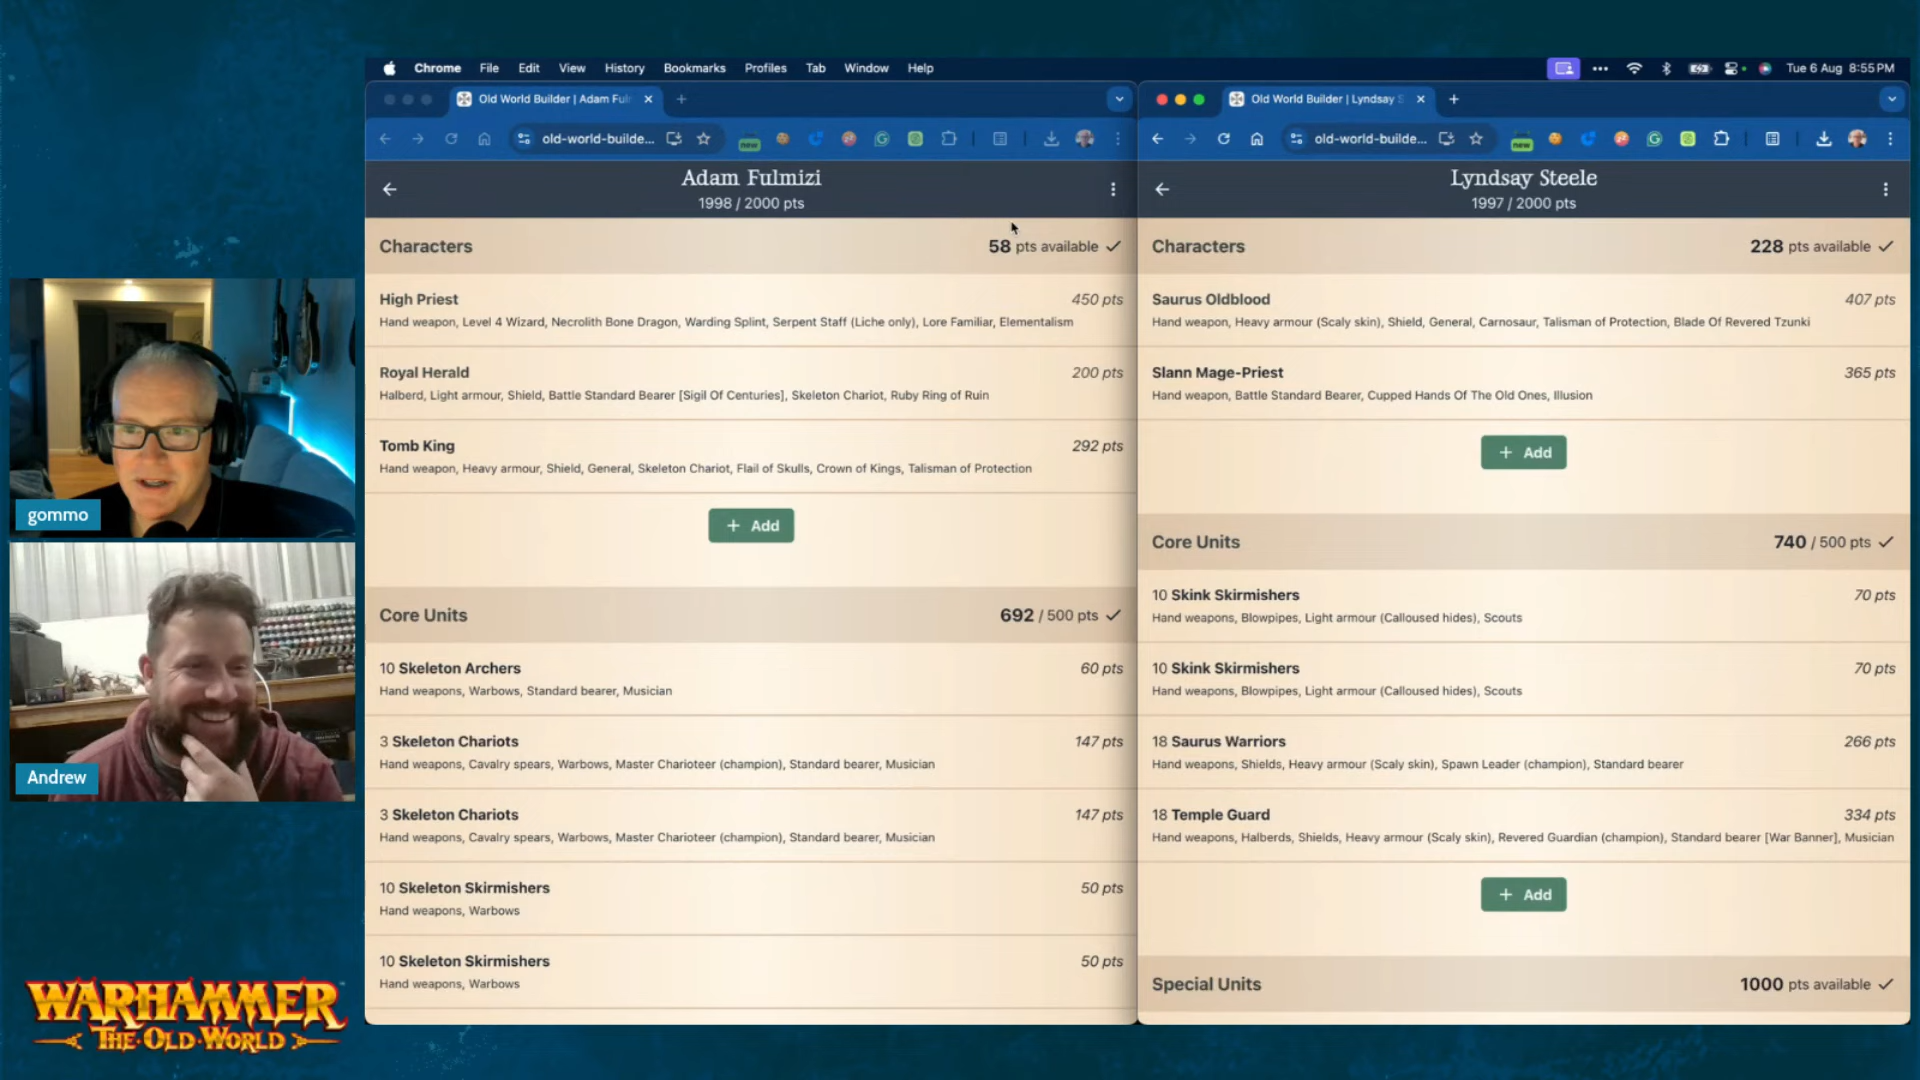 Chrome File Edit View History Bookmarks Profiles Tab Window Help
Tue 6 Aug 8:55 PM
Old World Builder | Adam Ful
old-world-builde...
new
Adam Fulmizi
1998 / 2000 pts
Characters
58 pts available
High Priest
450 pts
Hand weapon, Level 4 Wizard, Necrolith Bone Dragon, Warding Splint, Serpent Staff (Liche only), Lore Familiar, Elementalism
Royal Herald
200 pts
Halberd, Light armour, Shield, Battle Standard Bearer [Sigil Of Centuries], Skeleton Chariot, Ruby Ring of Ruin
Tomb King
292 pts
Hand weapon, Heavy armour, Shield, General, Skeleton Chariot, Flail of Skulls, Crown of Kings, Talisman of Protection
+ Add
Core Units
692 / 500 pts
10 Skeleton Archers
60 pts
Hand weapons, Warbows, Standard bearer, Musician
3 Skeleton Chariots
147 pts
Hand weapons, Cavalry spears, Warbows, Master Charioteer (champion), Standard bearer, Musician
3 Skeleton Chariots
147 pts
Hand weapons, Cavalry spears, Warbows, Master Charioteer (champion), Standard bearer, Musician
10 Skeleton Skirmishers
50 pts
Hand weapons, Warbows
10 Skeleton Skirmishers
50 pts
Hand weapons, Warbows
Old World Builder | Lyndsay S
old-world-builde...
new
Lyndsay Steele
1997 / 2000 pts
Characters
228 pts available
Saurus Oldblood
407 pts
Hand weapon, Heavy armour (Scaly skin), Shield, General, Carnosaur, Talisman of Protection, Blade Of Revered Tzunki
Slann Mage-Priest
365 pts
Hand weapon, Battle Standard Bearer, Cupped Hands Of The Old Ones, Illusion
+ Add
Core Units
740 / 500 pts
10 Skink Skirmishers
70 pts
Hand weapons, Blowpipes, Light armour (Calloused hides), Scouts
10 Skink Skirmishers
70 pts
Hand weapons, Blowpipes, Light armour (Calloused hides), Scouts
18 Saurus Warriors
266 pts
Hand weapons, Shields, Heavy armour (Scaly skin), Spawn Leader (champion), Standard bearer
18 Temple Guard
334 pts
Hand weapons, Halberds, Shields, Heavy armour (Scaly skin), Revered Guardian (champion), Standard bearer [War Banner], Musician
+ Add
Special Units
1000 pts available
gommo
Andrew
WARHAMMER
THE OLD WORLD